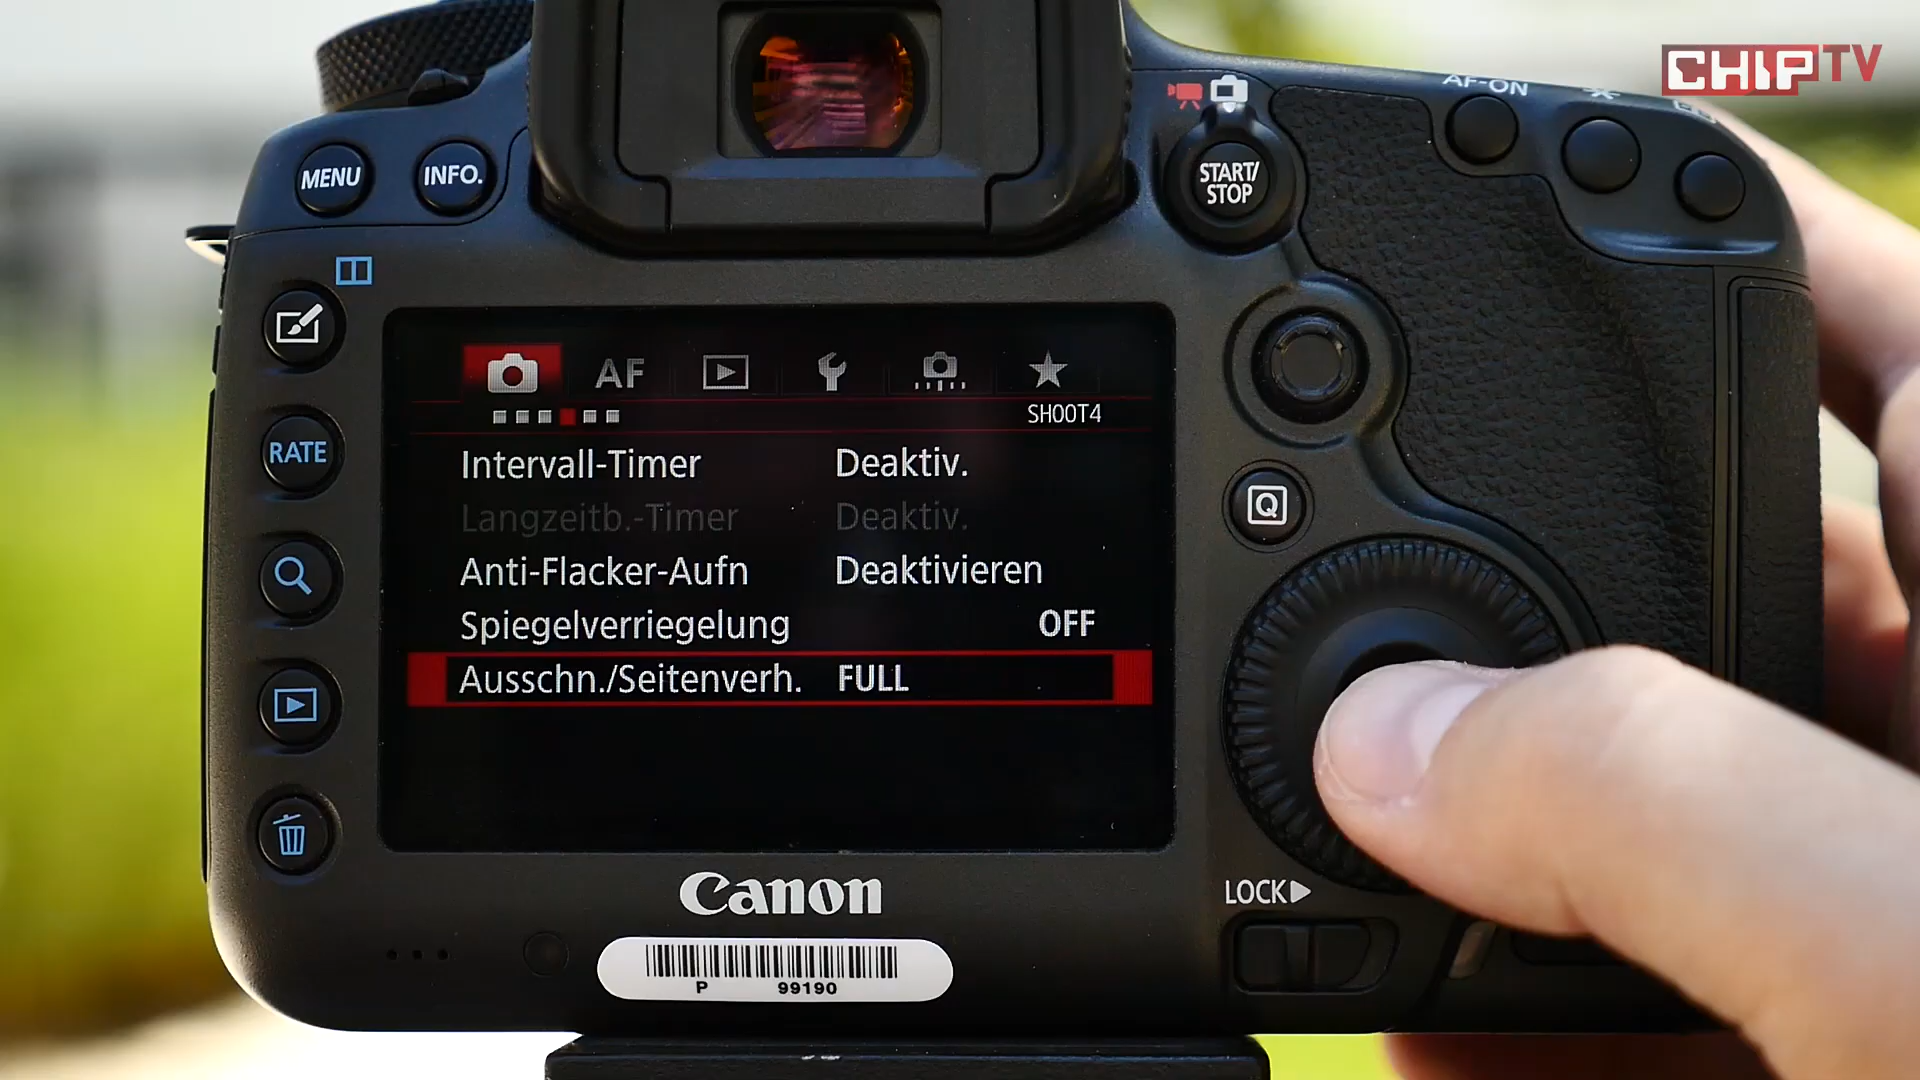 CHIP TV
AF-ON
MENU
INFO.
START/
STOP
RATE
AF
SHOOT4
Intervall-Timer Deaktiv.
Langzeitb.-Timer Deaktiv.
Anti-Flacker-Aufn Deaktivieren
Spiegelverriegelung OFF
Ausschn./Seitenverh. FULL
Q
LOCK▶
Canon
P 99190